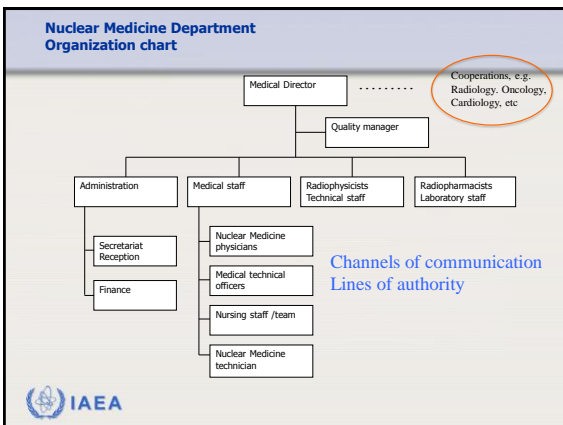 Nuclear Medicine Department
Organization chart
Medical Director
.........
Cooperations, e.g.
Radiology. Oncology,
Cardiology, etc
Quality manager
Administration
Medical staff
Radiophysicists
Technical staff
Radiopharmacists
Laboratory staff
Secretariat
Reception
Finance
Nuclear Medicine
physicians
Medical technical
officers
Nursing staff /team
Nuclear Medicine
technician
Channels of communication
Lines of authority
IAEA